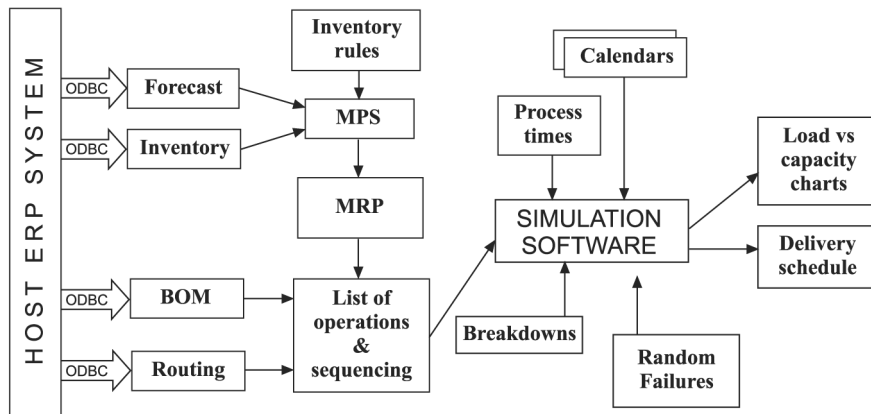 HOST ERP SYSTEM
ODBC
Forecast
ODBC
Inventory
ODBC
BOM
ODBC
Routing
Inventory
rules
MPS
MRP
List of
operations
&
sequencing
Calendars
Process
times
SIMULATION
SOFTWARE
Breakdowns
Random
Failures
Load vs
capacity
charts
Delivery
schedule